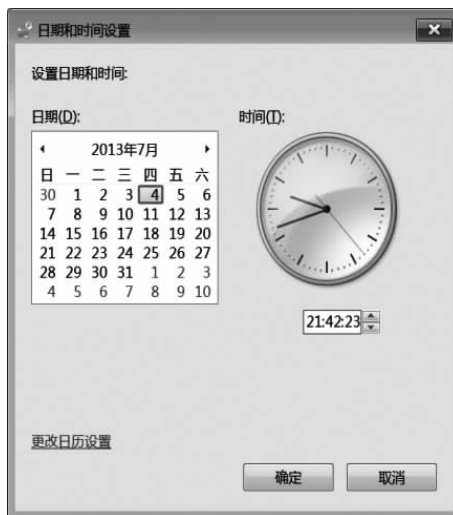 日期和时间设置
设置日期和时间:
日期(D):
时间(T):
2013年7月
日 一 二 三 四 五 六
30 1 2 3 4 5 6
7 8 9 10 11 12 13
14 15 16 17 18 19 20
21 22 23 24 25 26 27
28 29 30 31 1 2 3
4 5 6 7 8 9 10
21:42:23
更改日历设置
确定
取消